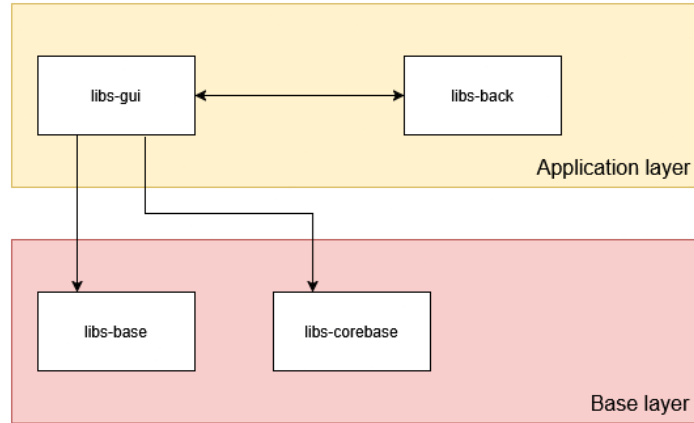 libs-gui
libs-back
Application layer
libs-base
libs-corebase
Base layer